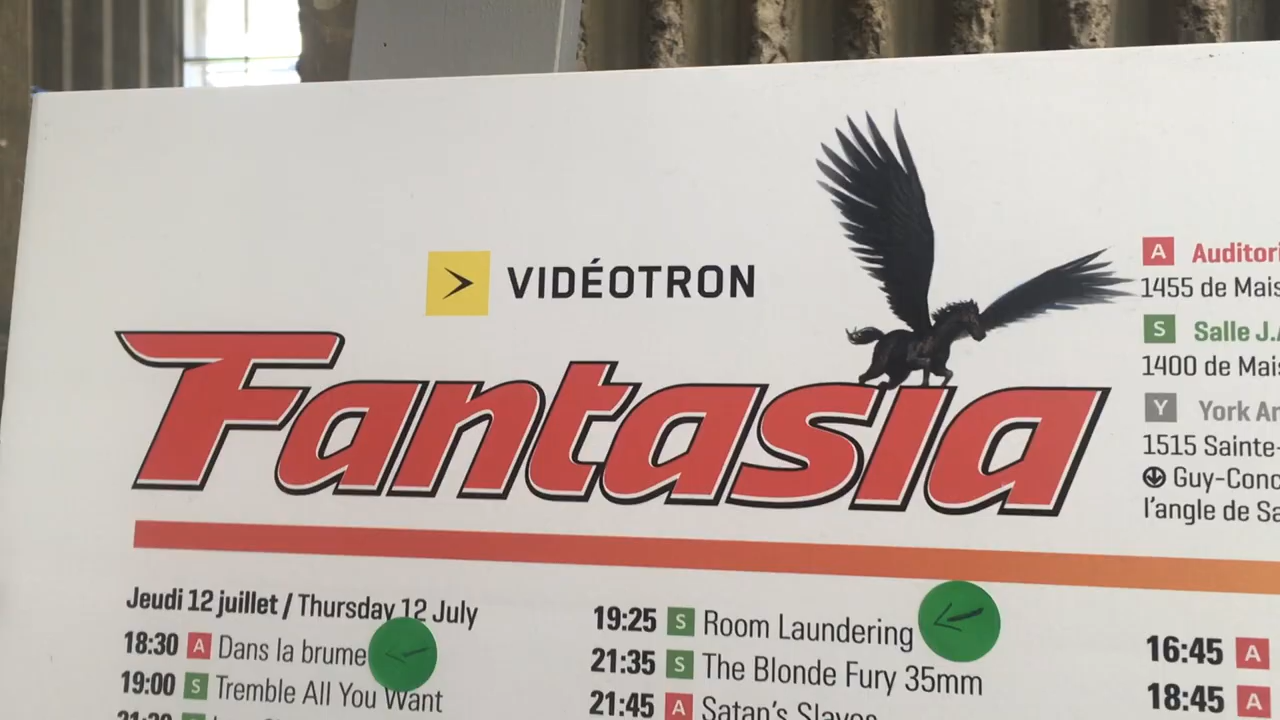 VIDÉOTRON
Fantasia
A Auditori
1455 de Mais
S Salle J.A
1400 de Mais
Y York Am
1515 Sainte-
Guy-Conc
l'angle de Sa
Jeudi 12 juillet / Thursday 12 July
18:30 A Dans la brume
19:00 S Tremble All You Want
19:25 S Room Laundering
21:35 S The Blonde Fury 35mm
21:45 A Satan's Slaves
16:45 A
18:45 A